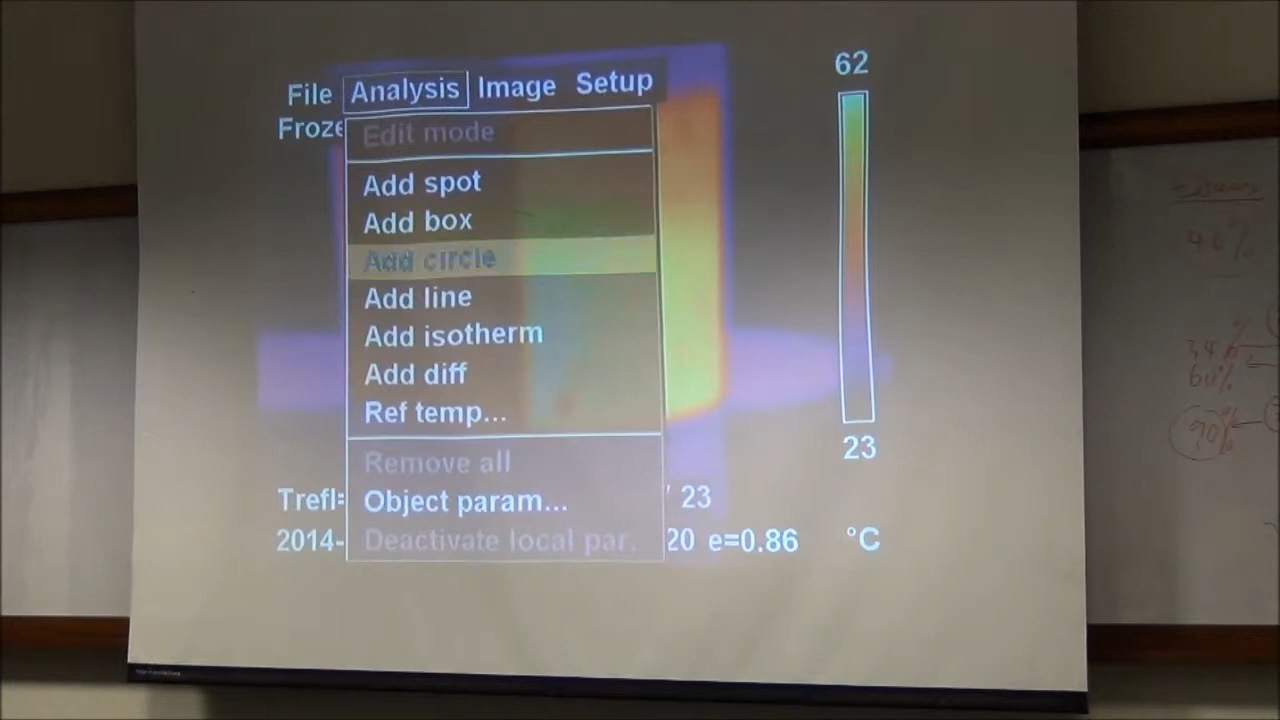 62
File Analysis Image Setup
Froze
Edit mode
Add spot
Add box
Add circle
Add line
Add isotherm
Add diff
Ref temp...
23
Remove all
Trefl= Object param... 23
2014- Deactivate local par. 20 e=0.86 °C
40%
34%
60%
70%